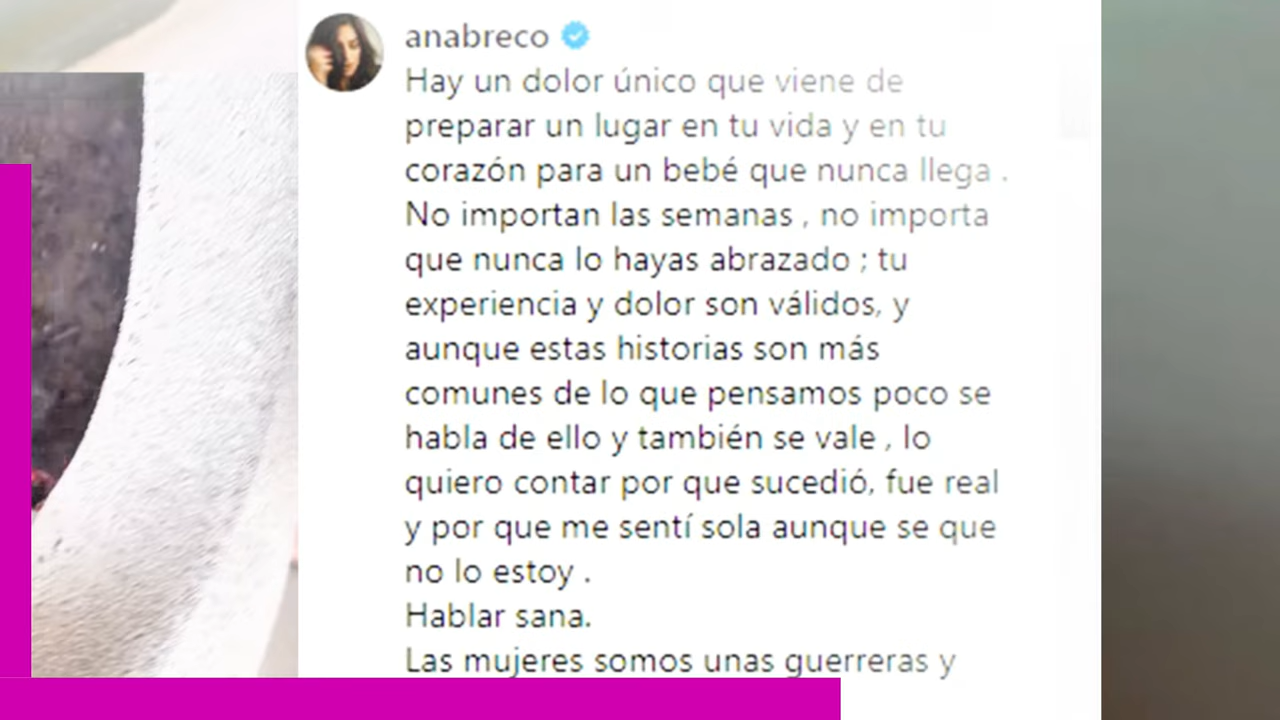 anabreco
Hay un dolor único que viene de
preparar un lugar en tu vida y en tu
corazón para un bebé que nunca llega .
No importan las semanas , no importa
que nunca lo hayas abrazado ; tu
experiencia y dolor son válidos, y
aunque estas historias son más
comunes de lo que pensamos poco se
habla de ello y también se vale , lo
quiero contar por que sucedió, fue real
y por que me sentí sola aunque se que
no lo estoy .
Hablar sana.
Las mujeres somos unas guerreras y